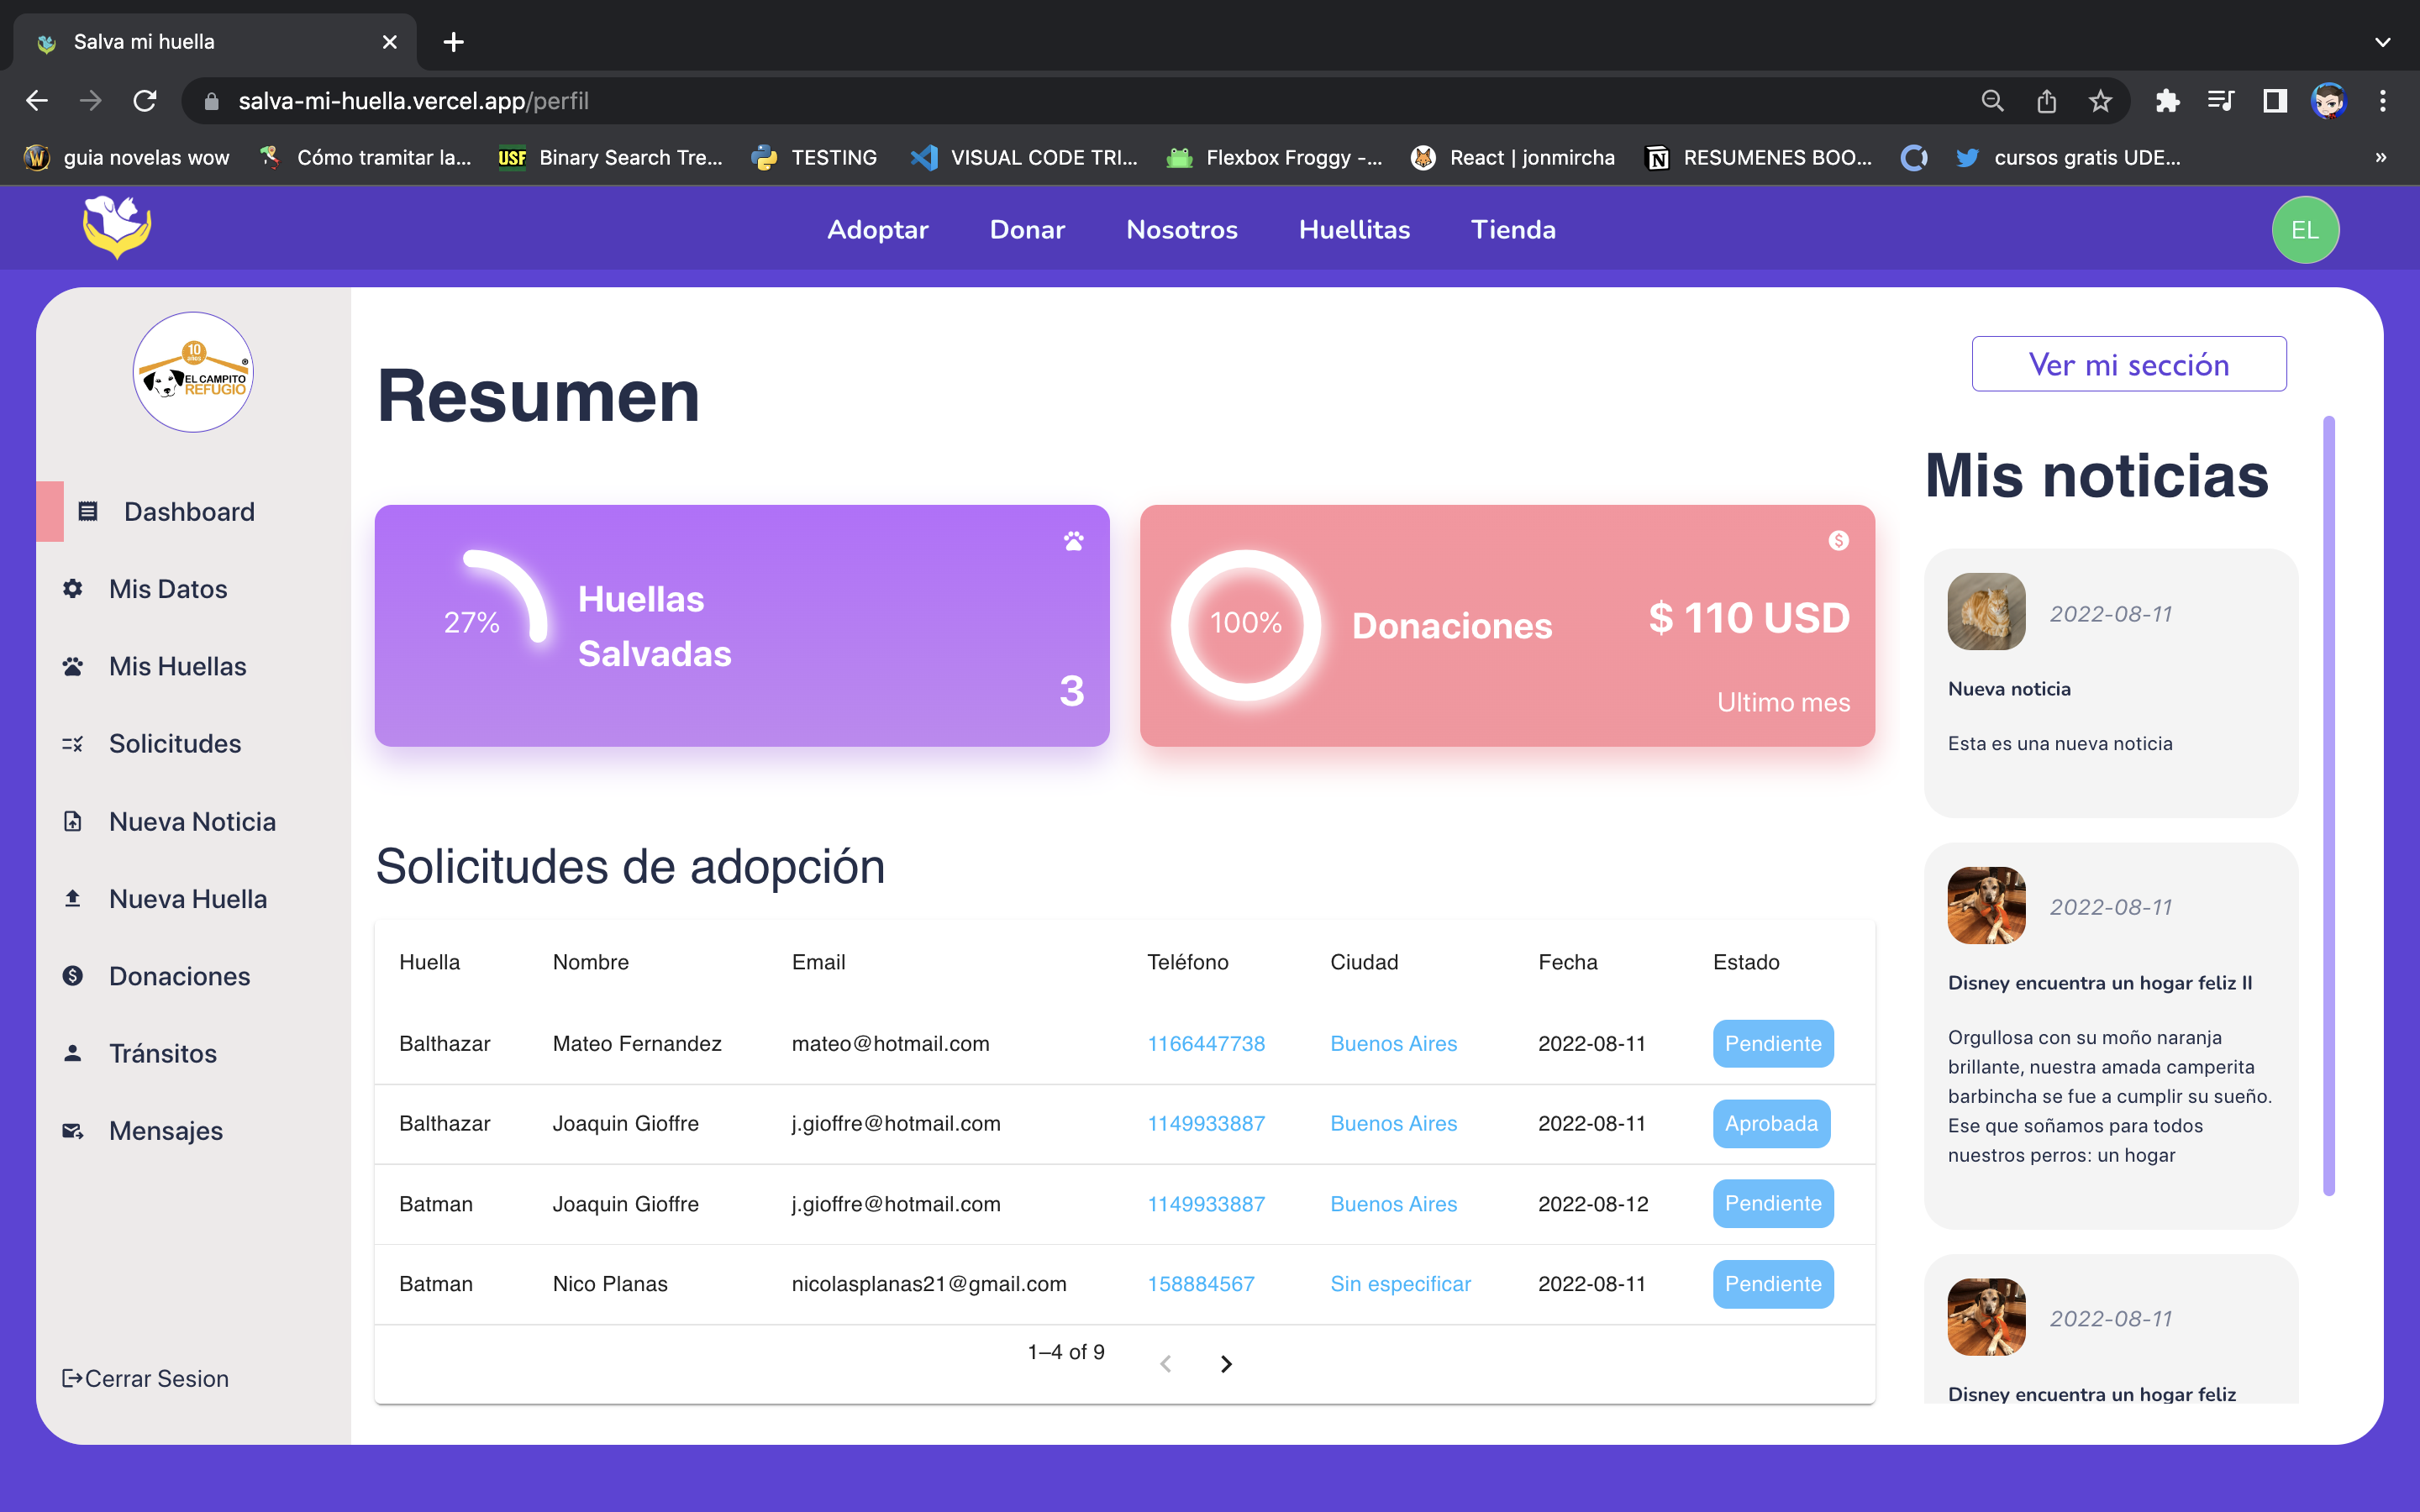 Salva mi huella
salva-mi-huella.vercel.app/perfil
guia novelas wow
Cómo tramitar la...
USF
Binary Search Tre...
TESTING
VISUAL CODE TRI...
Flexbox Froggy -...
React | jonmircha
RESUMENES BOO...
cursos gratis UDE...
»
Adoptar Donar Nosotros Huellitas Tienda
EL
10
años
EL CAMPITO
REFUGIO
Dashboard
Mis Datos
Mis Huellas
Solicitudes
Nueva Noticia
Nueva Huella
Donaciones
Tránsitos
Mensajes
Cerrar Sesion
Resumen
27%
Huellas
Salvadas
3
100%
Donaciones
$ 110 USD
Ultimo mes
Solicitudes de adopción
Huella Nombre Email Teléfono Ciudad Fecha Estado
Balthazar Mateo Fernandez mateo@hotmail.com 1166447738 Buenos Aires 2022-08-11 Pendiente
Balthazar Joaquin Gioffre j.gioffre@hotmail.com 1149933887 Buenos Aires 2022-08-11 Aprobada
Batman Joaquin Gioffre j.gioffre@hotmail.com 1149933887 Buenos Aires 2022-08-12 Pendiente
Batman Nico Planas nicolasplanas21@gmail.com 158884567 Sin especificar 2022-08-11 Pendiente
1–4 of 9
Ver mi sección
Mis noticias
2022-08-11
Nueva noticia
Esta es una nueva noticia
2022-08-11
Disney encuentra un hogar feliz II
Orgullosa con su moño naranja
brillante, nuestra amada camperita
barbincha se fue a cumplir su sueño.
Ese que soñamos para todos
nuestros perros: un hogar
2022-08-11
Disney encuentra un hogar feliz